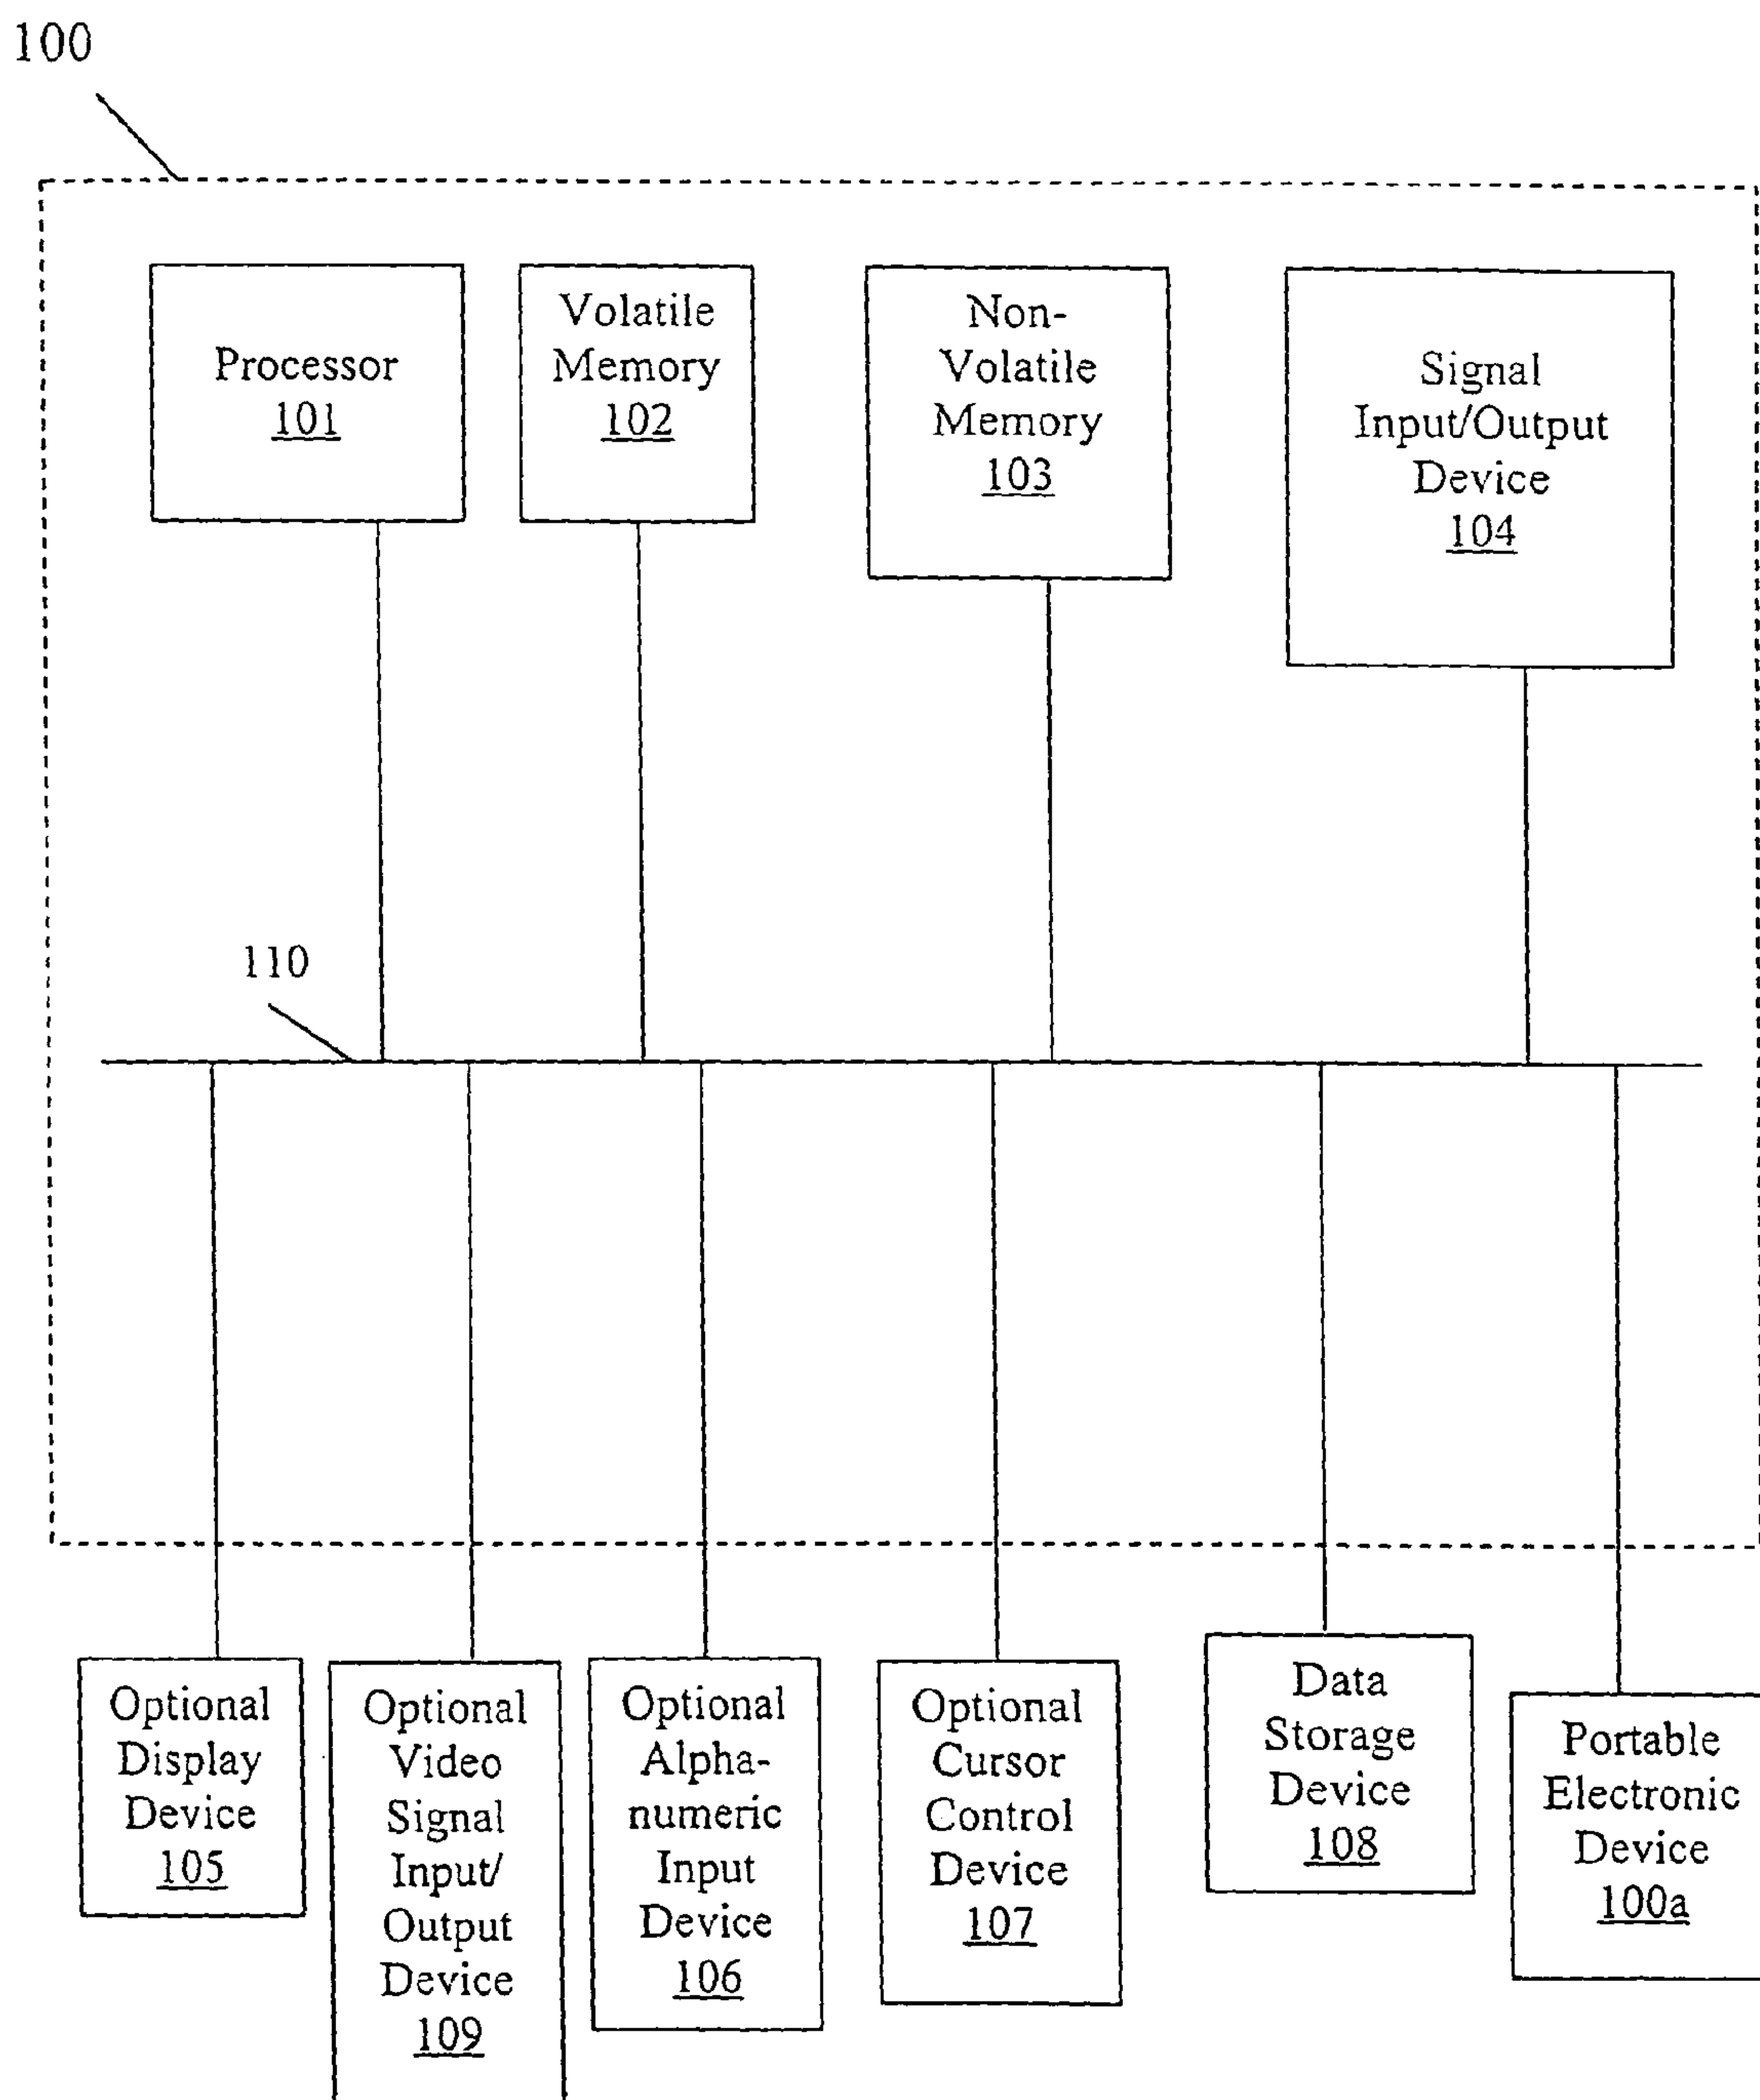 100
Processor
101
Volatile
Memory
102
Non-
Volatile
Memory
103
Signal
Input/Output
Device
104
110
Optional
Display
Device
105
Optional
Video
Signal
Input/
Output
Device
109
Optional
Alpha-
numeric
Input
Device
106
Optional
Cursor
Control
Device
107
Data
Storage
Device
108
Portable
Electronic
Device
100a